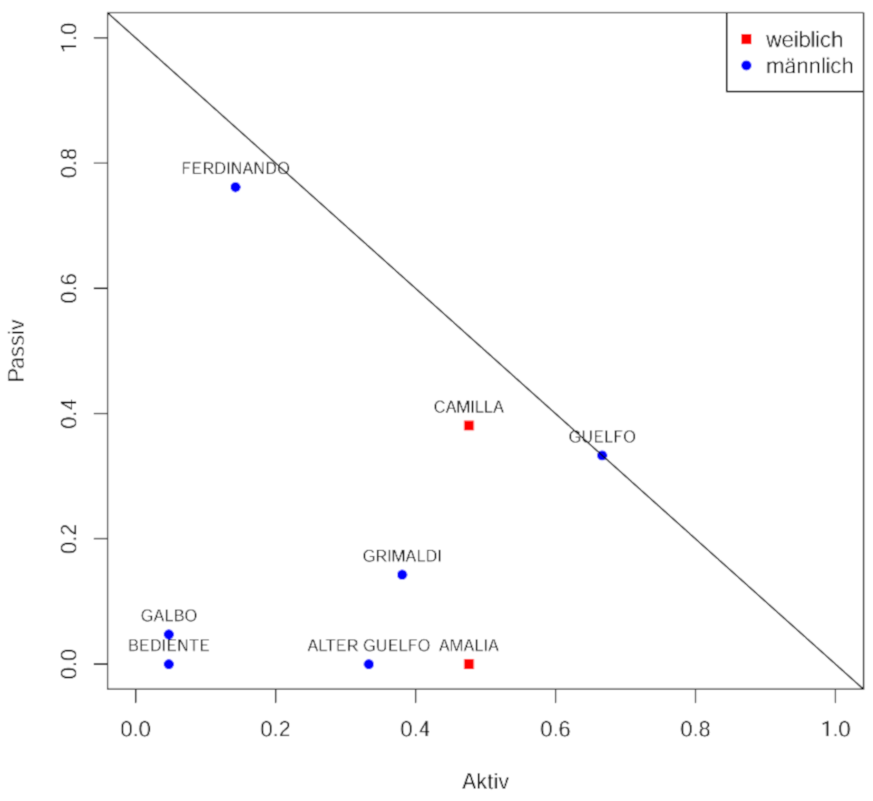 weiblich
männlich
1.0
0.8
0.6
0.4
0.2
0.0
Passiv
FERDINANDO
CAMILLA
GUELFO
GRIMALDI
GALBO
BEDIENTE
ALTER GUELFO
AMALIA
0.0
0.2
0.4
0.6
0.8
1.0
Aktiv